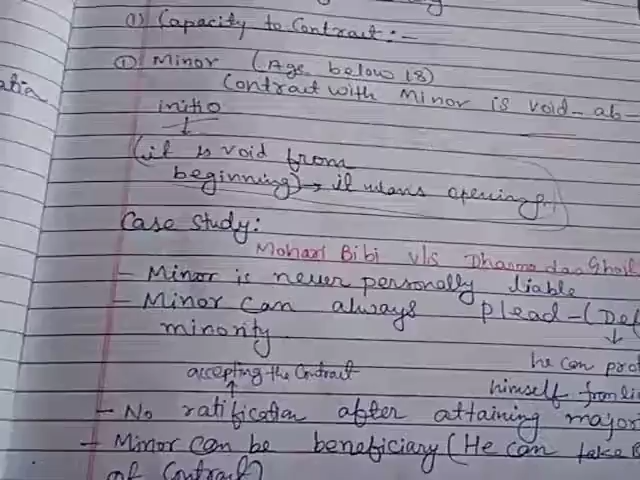 (1) Capacity to Contract:-
① Minor (Age below 18)
Contract with Minor is void-ab-
initio
(it is void from
beginning) → it means opening
Case Study:
Mohari Bibi v/s Dharmodas Ghosh
- Minor is never personally liable
- Minor can always plead-(Def
minority
he can prot
accepting the Contract
himself from li
- No ratification after attaining major
- Minor can be beneficiary (He can take B
of Contract)